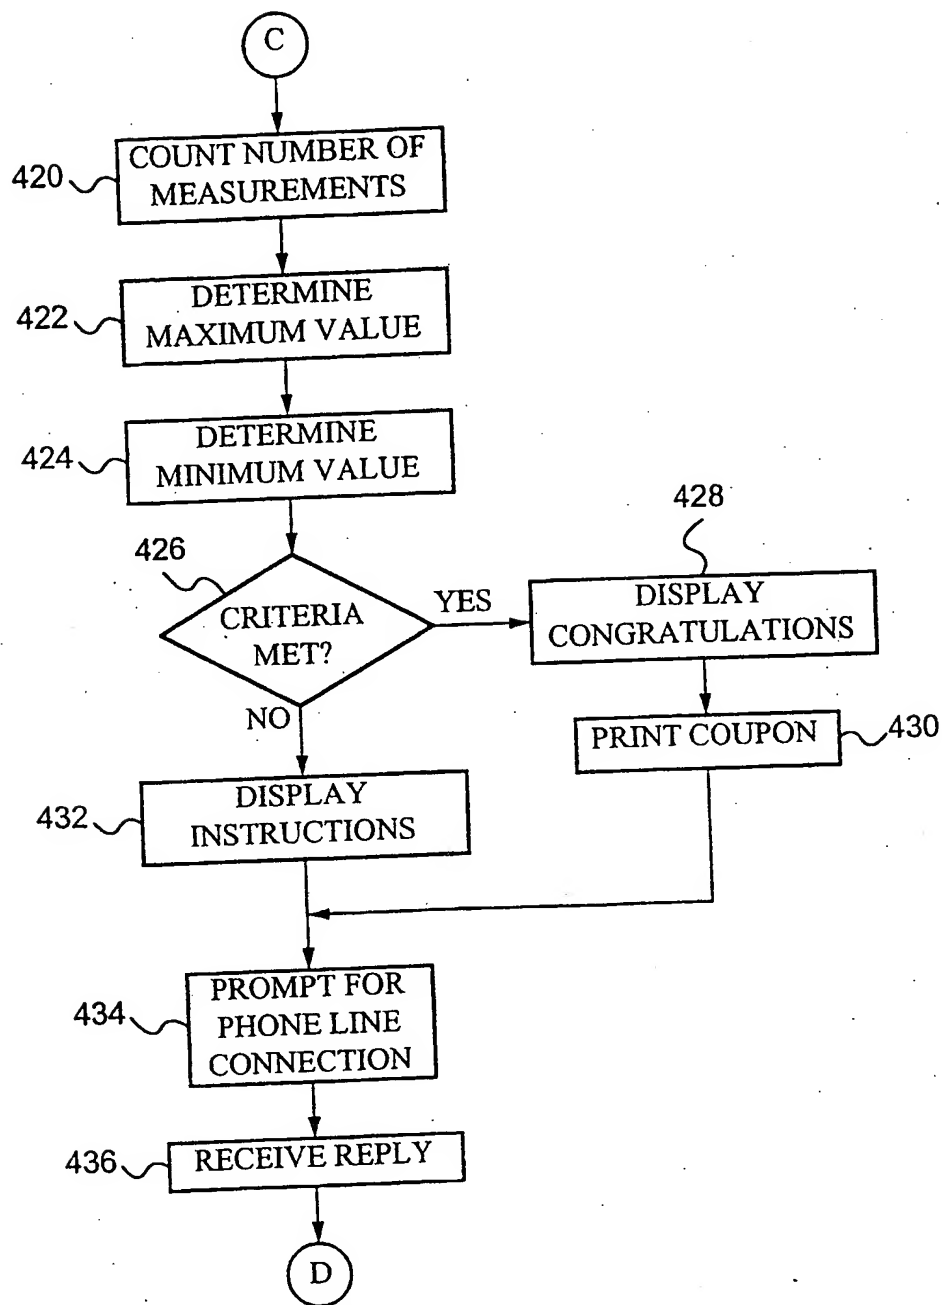 C
420
COUNT NUMBER OF
MEASUREMENTS
422
DETERMINE
MAXIMUM VALUE
424
DETERMINE
MINIMUM VALUE
426
CRITERIA
MET?
YES
NO
428
DISPLAY
CONGRATULATIONS
PRINT COUPON
430
432
DISPLAY
INSTRUCTIONS
434
PROMPT FOR
PHONE LINE
CONNECTION
436
RECEIVE REPLY
D